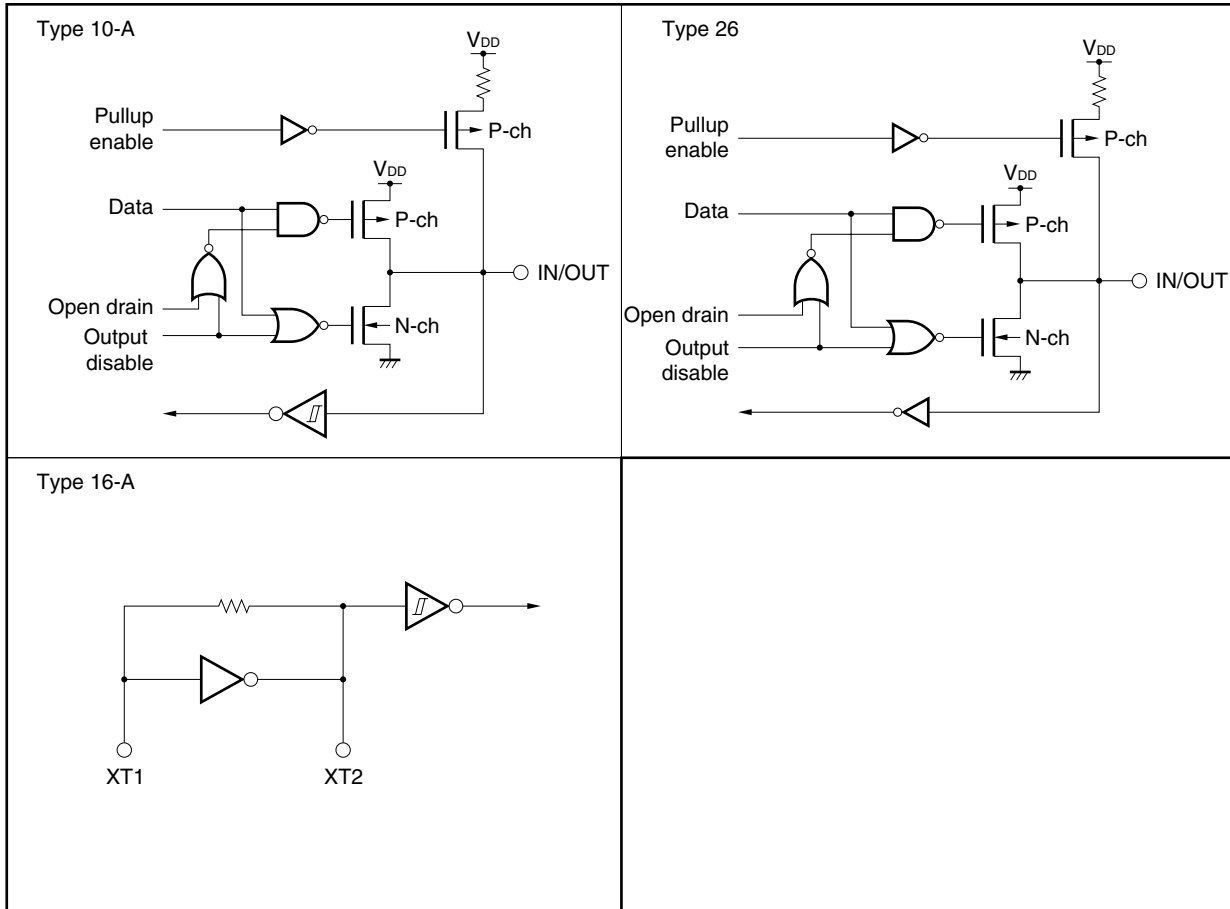 Type 10-A
VDD
Pullup
enable
P-ch
VDD
Data
P-ch
IN/OUT
Open drain
N-ch
Output
disable
Type 26
VDD
Pullup
enable
P-ch
VDD
Data
P-ch
IN/OUT
Open drain
N-ch
Output
disable
Type 16-A
XT1
XT2